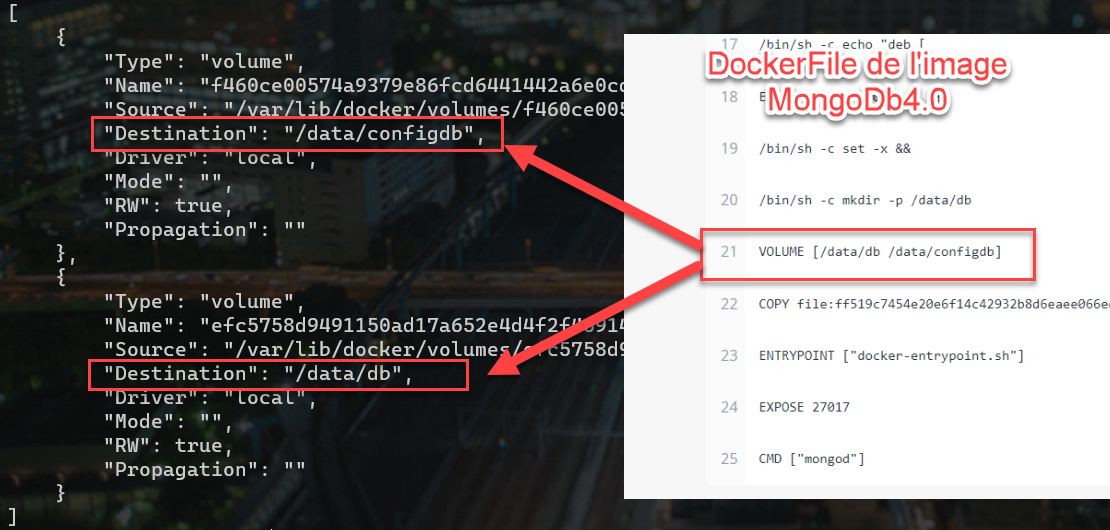 [
{
"Type": "volume",
"Name": "f460ce00574a9379e86fcd6441442a6e0cc
"Source": "/var/lib/docker/volumes/f460ce005
"Destination": "/data/configdb",
"Driver": "local",
"Mode": "",
"RW": true,
"Propagation": ""
},
{
"Type": "volume",
"Name": "efc5758d9491150ad17a652e4d4f2f4
"Source": "/var/lib/docker/volumes/
"Destination": "/data/db",
"Driver": "local",
"Mode": "",
"RW": true,
"Propagation": ""
}
]
DockerFile de l'image
MongoDb4.0
17 /bin/sh -c echo "deb [
18
19 /bin/sh -c set -x &&
20 /bin/sh -c mkdir -p /data/db
21 VOLUME [/data/db /data/configdb]
22 COPY file:ff519c7454e20e6f14c42932b8d6eaee066e
23 ENTRYPOINT ["docker-entrypoint.sh"]
24 EXPOSE 27017
25 CMD ["mongod"]